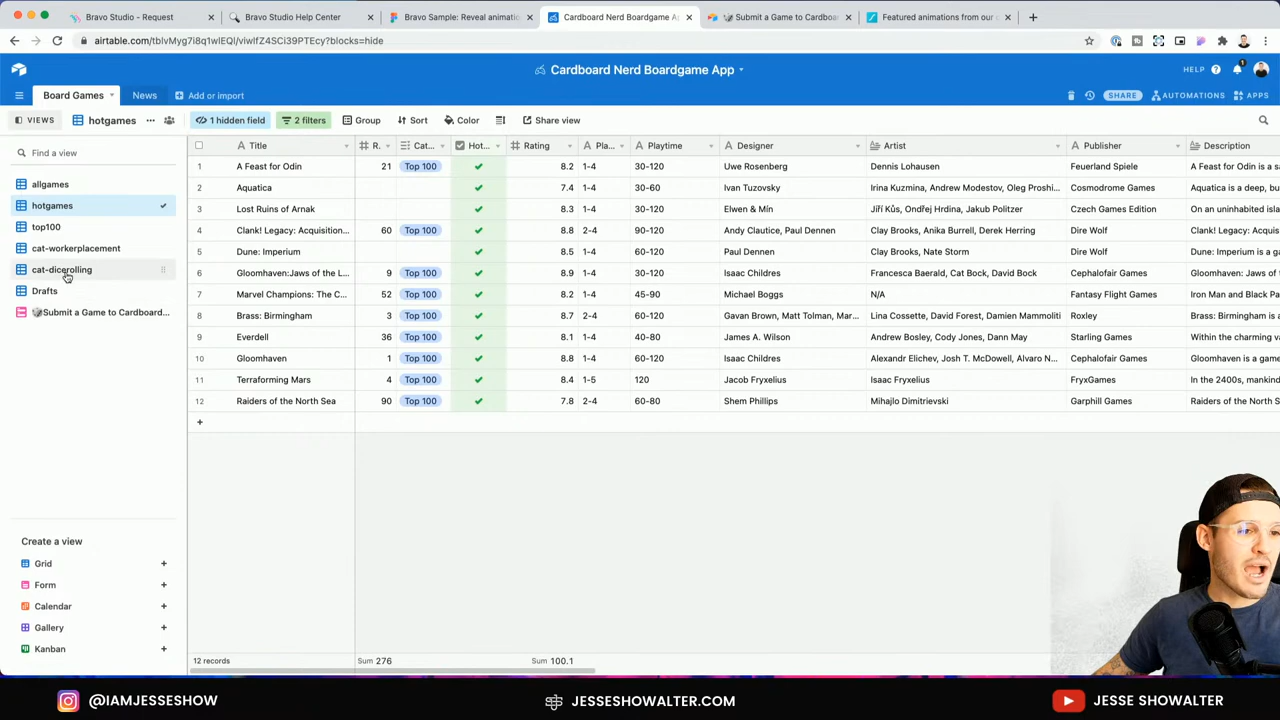 Bravo Studio - Request
Bravo Studio Help Center
Bravo Sample: Reveal animatio
Cardboard Nerd Boardgame A
Submit a Game to Cardboar
Featured animations from our
airtable.com/tblvMyg7i8q1wIEQl/viwlfZ4SCi39PTEcy?blocks=hide
Cardboard Nerd Boardgame App
HELP
1
Board Games
News
Add or import
SHARE
AUTOMATIONS
APPS
VIEWS
hotgames
1 hidden field
2 filters
Group
Sort
Color
Share view
Find a view
allgames
hotgames
top100
cat-workerplacement
cat-dicerolling
Drafts
Submit a Game to Cardboard...
Create a view
Grid
Form
Calendar
Gallery
Kanban
Title R. Cat... Hot... Rating Pla... Playtime Designer Artist Publisher Description
1 A Feast for Odin 21 Top 100 8.2 1-4 30-120 Uwe Rosenberg Dennis Lohausen Feuerland Spiele A Feast for Odin is a sa
2 Aquatica 7.4 1-4 30-60 Ivan Tuzovsky Irina Kuzmina, Andrew Modestov, Oleg Proshi... Cosmodrome Games Aquatica is a deep, bu
3 Lost Ruins of Arnak 8.3 1-4 30-120 Elwen & Mín Jiří Kůs, Ondřej Hrdina, Jakub Politzer Czech Games Edition On an uninhabited isl
4 Clank! Legacy: Acquisition... 60 Top 100 8.8 2-4 90-120 Andy Clautice, Paul Dennen Clay Brooks, Anika Burrell, Derek Herring Dire Wolf Clank! Legacy: Acquisi
5 Dune: Imperium 8.5 1-4 60-120 Paul Dennen Clay Brooks, Nate Storm Dire Wolf Dune: Imperium is a ga
6 Gloomhaven:Jaws of the L... 9 Top 100 8.9 1-4 30-120 Isaac Childres Francesca Baerald, Cat Bock, David Demaret Cephalofair Games Gloomhaven: Jaws of t
7 Marvel Champions: The C... 52 Top 100 8.2 1-4 45-90 Michael Boggs N/A Fantasy Flight Games Iron Man and Black Pa
8 Brass: Birmingham 3 Top 100 8.7 2-4 60-120 Gavan Brown, Matt Tolman, Mar... Lina Cossette, David Forest, Damien Mammoliti Roxley Brass: Birmingham is a
9 Everdell 36 Top 100 8.1 1-4 40-80 James A. Wilson Andrew Bosley, Cody Jones, Dann May Starling Games Within the charming va
10 Gloomhaven 1 Top 100 8.8 1-4 60-120 Isaac Childres Alexandr Elichev, Josh T. McDowell, Alvaro N... Cephalofair Games Gloomhaven is a game
11 Terraforming Mars 4 Top 100 8.4 1-5 120 Jacob Fryxelius Isaac Fryxelius FryxGames In the 2400s, mankind
12 Raiders of the North Sea 90 Top 100 7.8 2-4 60-80 Shem Phillips Mihajlo Dimitrievski Garphill Games Raiders of the North Se
12 records Sum 276 Sum 100.1
@IAMJESSESHOW JESSESHOWALTER.COM JESSE SHOWALTER